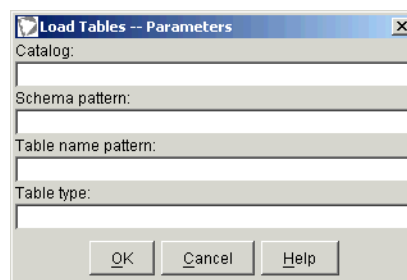 Load Tables -- Parameters
Catalog:
Schema pattern:
Table name pattern:
Table type:
OK Cancel Help